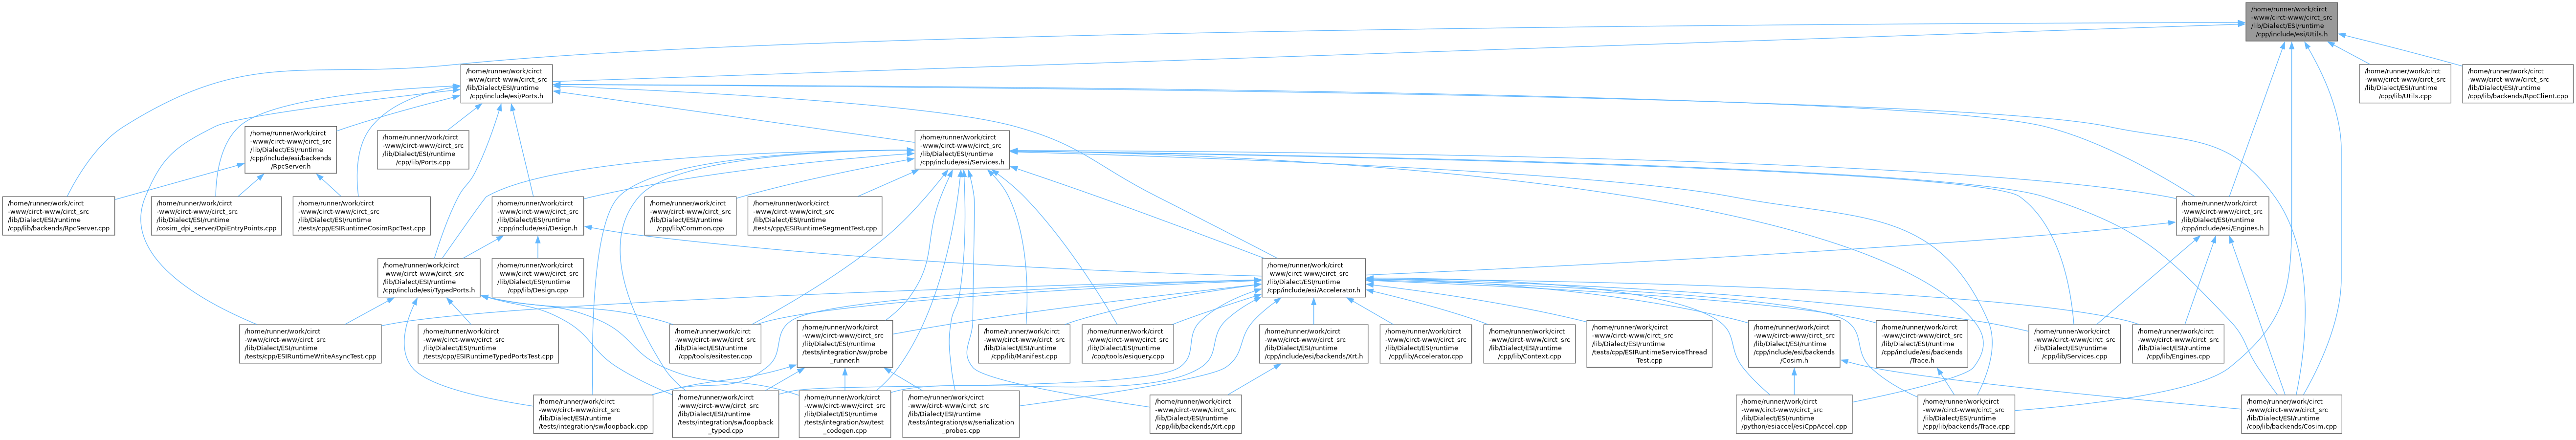 /home/runner/work/circt
-www/circt-www/circt_src
/lib/Dialect/ESI/runtime
/cpp/include/esi/Utils.h
/home/runner/work/circt
-www/circt-www/circt_src
/lib/Dialect/ESI/runtime
/cpp/include/esi/Ports.h
/home/runner/work/circt
-www/circt-www/circt_src
/lib/Dialect/ESI/runtime
/cpp/lib/Utils.cpp
/home/runner/work/circt
-www/circt-www/circt_src
/lib/Dialect/ESI/runtime
/cpp/lib/backends/RpcClient.cpp
/home/runner/work/circt
-www/circt-www/circt_src
/lib/Dialect/ESI/runtime
/cpp/include/esi/backends
/RpcServer.h
/home/runner/work/circt
-www/circt-www/circt_src
/lib/Dialect/ESI/runtime
/cpp/lib/Ports.cpp
/home/runner/work/circt
-www/circt-www/circt_src
/lib/Dialect/ESI/runtime
/cpp/include/esi/Services.h
/home/runner/work/circt
-www/circt-www/circt_src
/lib/Dialect/ESI/runtime
/cpp/lib/backends/RpcServer.cpp
/home/runner/work/circt
-www/circt-www/circt_src
/lib/Dialect/ESI/runtime
/cosim_dpi_server/DpiEntryPoints.cpp
/home/runner/work/circt
-www/circt-www/circt_src
/lib/Dialect/ESI/runtime
/tests/cpp/ESIRuntimeCosimRpcTest.cpp
/home/runner/work/circt
-www/circt-www/circt_src
/lib/Dialect/ESI/runtime
/cpp/include/esi/Design.h
/home/runner/work/circt
-www/circt-www/circt_src
/lib/Dialect/ESI/runtime
/cpp/lib/Common.cpp
/home/runner/work/circt
-www/circt-www/circt_src
/lib/Dialect/ESI/runtime
/tests/cpp/ESIRuntimeSegmentTest.cpp
/home/runner/work/circt
-www/circt-www/circt_src
/lib/Dialect/ESI/runtime
/cpp/include/esi/Engines.h
/home/runner/work/circt
-www/circt-www/circt_src
/lib/Dialect/ESI/runtime
/cpp/include/esi/TypedPorts.h
/home/runner/work/circt
-www/circt-www/circt_src
/lib/Dialect/ESI/runtime
/cpp/lib/Design.cpp
/home/runner/work/circt
-www/circt-www/circt_src
/lib/Dialect/ESI/runtime
/cpp/include/esi/Accelerator.h
/home/runner/work/circt
-www/circt-www/circt_src
/lib/Dialect/ESI/runtime
/tests/cpp/ESIRuntimeWriteAsyncTest.cpp
/home/runner/work/circt
-www/circt-www/circt_src
/lib/Dialect/ESI/runtime
/tests/cpp/ESIRuntimeTypedPortsTest.cpp
/home/runner/work/circt
-www/circt-www/circt_src
/lib/Dialect/ESI/runtime
/cpp/tools/esitester.cpp
/home/runner/work/circt
-www/circt-www/circt_src
/lib/Dialect/ESI/runtime
/tests/integration/sw/probe
_runner.h
/home/runner/work/circt
-www/circt-www/circt_src
/lib/Dialect/ESI/runtime
/cpp/lib/Manifest.cpp
/home/runner/work/circt
-www/circt-www/circt_src
/lib/Dialect/ESI/runtime
/cpp/tools/esiquery.cpp
/home/runner/work/circt
-www/circt-www/circt_src
/lib/Dialect/ESI/runtime
/cpp/include/esi/backends/Xrt.h
/home/runner/work/circt
-www/circt-www/circt_src
/lib/Dialect/ESI/runtime
/cpp/lib/Accelerator.cpp
/home/runner/work/circt
-www/circt-www/circt_src
/lib/Dialect/ESI/runtime
/cpp/lib/Context.cpp
/home/runner/work/circt
-www/circt-www/circt_src
/lib/Dialect/ESI/runtime
/tests/cpp/ESIRuntimeServiceThread
Test.cpp
/home/runner/work/circt
-www/circt-www/circt_src
/lib/Dialect/ESI/runtime
/cpp/include/esi/backends
/Cosim.h
/home/runner/work/circt
-www/circt-www/circt_src
/lib/Dialect/ESI/runtime
/cpp/include/esi/backends
/Trace.h
/home/runner/work/circt
-www/circt-www/circt_src
/lib/Dialect/ESI/runtime
/cpp/lib/Services.cpp
/home/runner/work/circt
-www/circt-www/circt_src
/lib/Dialect/ESI/runtime
/cpp/lib/Engines.cpp
/home/runner/work/circt
-www/circt-www/circt_src
/lib/Dialect/ESI/runtime
/tests/integration/sw/loopback.cpp
/home/runner/work/circt
-www/circt-www/circt_src
/lib/Dialect/ESI/runtime
/tests/integration/sw/loopback
_typed.cpp
/home/runner/work/circt
-www/circt-www/circt_src
/lib/Dialect/ESI/runtime
/tests/integration/sw/test
_codegen.cpp
/home/runner/work/circt
-www/circt-www/circt_src
/lib/Dialect/ESI/runtime
/tests/integration/sw/serialization
_probes.cpp
/home/runner/work/circt
-www/circt-www/circt_src
/lib/Dialect/ESI/runtime
/cpp/lib/backends/Xrt.cpp
/home/runner/work/circt
-www/circt-www/circt_src
/lib/Dialect/ESI/runtime
/python/esiaccel/esiCppAccel.cpp
/home/runner/work/circt
-www/circt-www/circt_src
/lib/Dialect/ESI/runtime
/cpp/lib/backends/Trace.cpp
/home/runner/work/circt
-www/circt-www/circt_src
/lib/Dialect/ESI/runtime
/cpp/lib/backends/Cosim.cpp